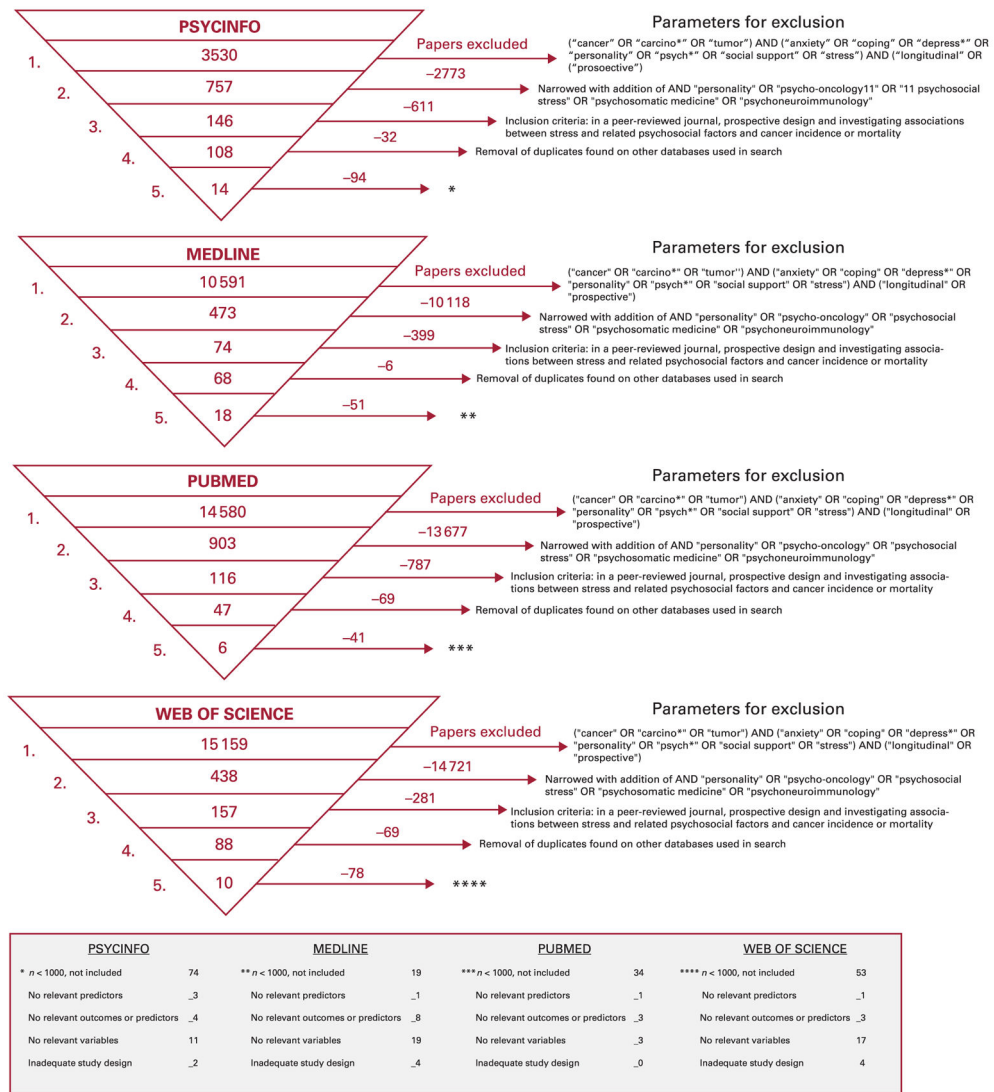 PSYCINFO
Parameters for exclusion
Papers excluded
("cancer" OR "carcino*" OR "tumor") AND ("anxiety" OR "coping" OR "depress*" OR
"personality" OR "psych*" OR "social support" OR "stress") AND ("longitudinal" OR
("prosoective")
1.
3530
–2773
Narrowed with addition of AND "personality" OR "psycho-oncology11" OR "11 psychosocial
stress" OR "psychosomatic medicine" OR "psychoneuroimmunology"
2.
757
–611
Inclusion criteria: in a peer-reviewed journal, prospective design and investigating associations
between stress and related psychosocial factors and cancer incidence or mortality
3.
146
–32
Removal of duplicates found on other databases used in search
4.
108
–94
*
5.
14
MEDLINE
Parameters for exclusion
Papers excluded
("cancer" OR "carcino*" OR "tumor'') AND ("anxiety" OR "coping" OR "depress*" OR
"personality" OR "psych*" OR "social support" OR "stress") AND ("longitudinal" OR
"prospective")
1.
10 591
–10 118
Narrowed with addition of AND "personality" OR "psycho-oncology" OR "psychosocial
stress" OR "psychosomatic medicine" OR "psychoneuroimmunology"
2.
473
–399
Inclusion criteria: in a peer-reviewed journal, prospective design and investigating associa-
tions between stress and related psychosocial factors and cancer incidence or mortality
3.
74
–6
Removal of duplicates found on other databases used in search
4.
68
–51
**
5.
18
PUBMED
Parameters for exclusion
Papers excluded
("cancer" OR "carcino*" OR "tumor") AND ("anxiety" OR "coping" OR "depress*" OR
"personality" OR "psych*" OR "social support" OR "stress") AND ("longitudinal" OR
"prospective")
1.
14 580
–13 677
Narrowed with addition of AND "personality" OR "psycho-oncology" OR "psychosocial
stress" OR "psychosomatic medicine" OR "psychoneuroimmunology"
2.
903
–787
Inclusion criteria: in a peer-reviewed journal, prospective design and investigating associa-
tions between stress and related psychosocial factors and cancer incidence or mortality
3.
116
–69
Removal of duplicates found on other databases used in search
4.
47
–41
***
5.
6
WEB OF SCIENCE
Parameters for exclusion
Papers excluded
("cancer" OR "carcino*" OR "tumor") AND ("anxiety" OR "coping" OR "depress*" OR
"personality" OR "psych*" OR "social support" OR "stress") AND ("longitudinal" OR
"prospective")
1.
15 159
–14 721
Narrowed with addition of AND "personality" OR "psycho-oncology" OR "psychosocial
stress" OR "psychosomatic medicine" OR "psychoneuroimmunology"
2.
438
–281
Inclusion criteria: in a peer-reviewed journal, prospective design and investigating associa-
tions between stress and related psychosocial factors and cancer incidence or mortality
3.
157
–69
Removal of duplicates found on other databases used in search
4.
88
–78
****
5.
10
PSYCINFO MEDLINE PUBMED WEB OF SCIENCE
* n < 1000, not included 74 ** n < 1000, not included 19 *** n < 1000, not included 34 **** n < 1000, not included 53
No relevant predictors _3 No relevant predictors _1 No relevant predictors _1 No relevant predictors _1
No relevant outcomes or predictors _4 No relevant outcomes or predictors _8 No relevant outcomes or predictors _3 No relevant outcomes or predictors _3
No relevant variables 11 No relevant variables 19 No relevant variables _3 No relevant variables 17
Inadequate study design _2 Inadequate study design _4 Inadequate study design _0 Inadequate study design 4